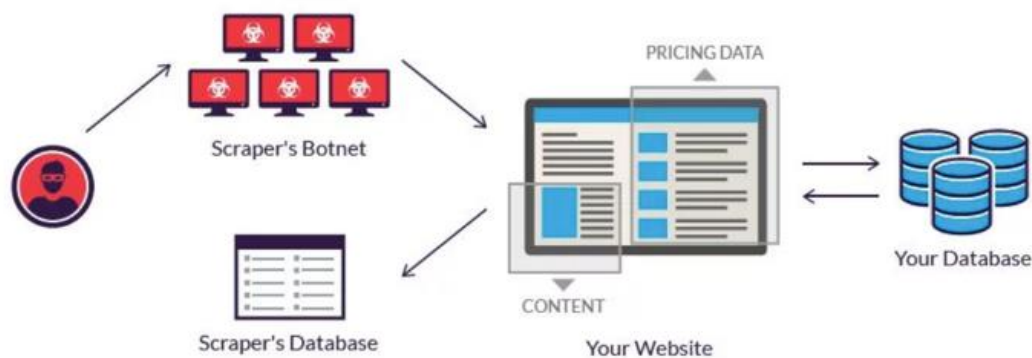 PRICING DATA
Scraper's Botnet
Your Database
CONTENT
Scraper's Database
Your Website